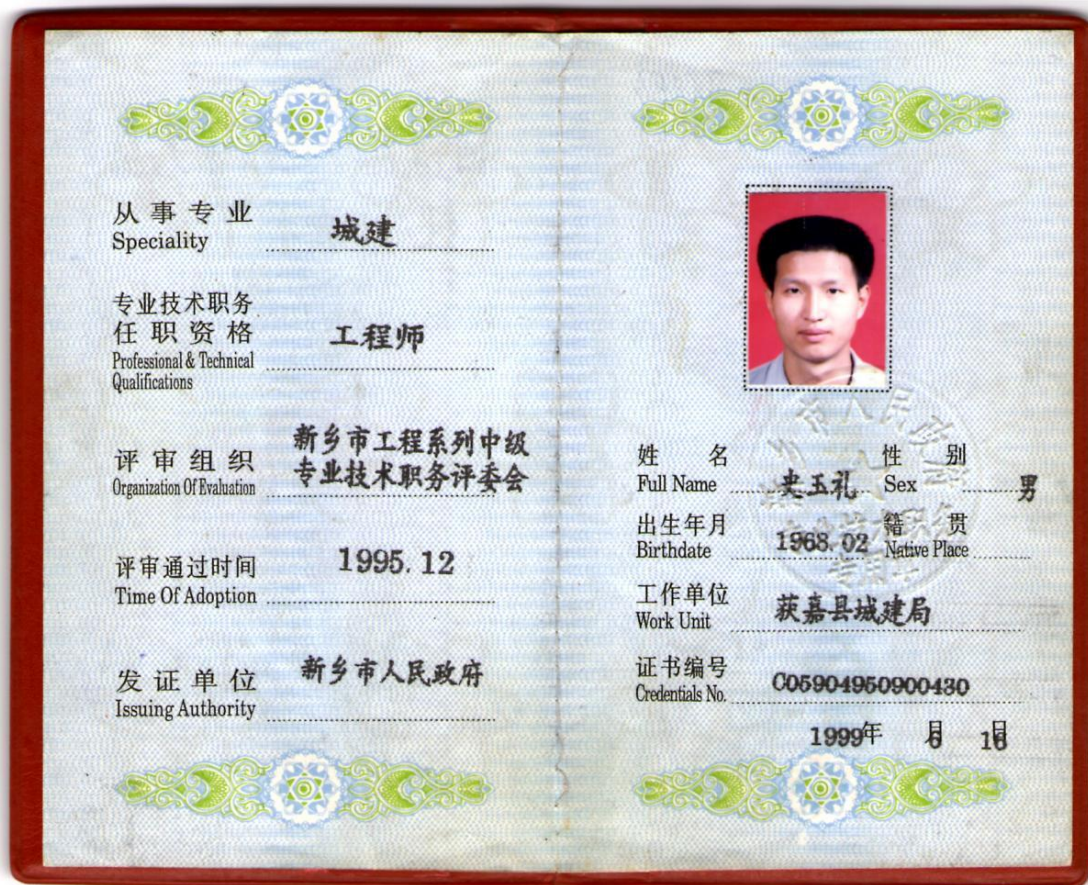 从事专业
Speciality
城建
专业技术职务
任职资格
Professional & Technical
Qualifications
工程师
评审组织
Organization Of Evaluation
新乡市工程系列中级
专业技术职务评委会
评审通过时间
Time Of Adoption
1995.12
发证单位
Issuing Authority
新乡市人民政府
姓名
Full Name
史玉礼
性别
Sex
男
出生年月
Birthdate
1968.02
籍贯
Native Place
工作单位
Work Unit
获嘉县城建局
证书编号
Credentials No.
C05904950900430
1999年 6月 16日